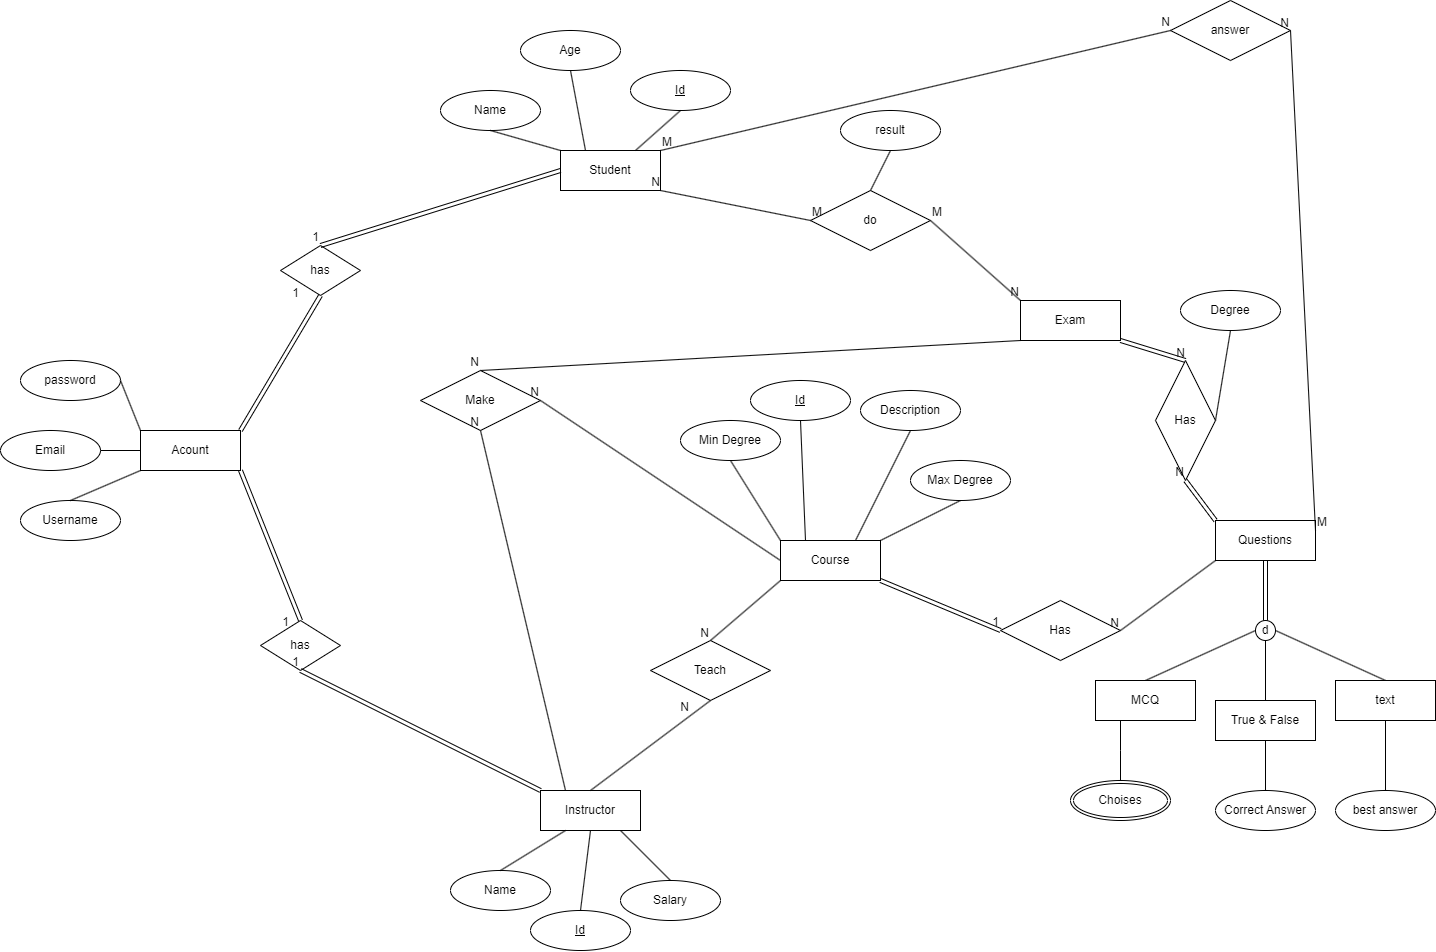 N
answer
N
Age
Id
Name
result
M
Student
N
M
do
M
1
has
1
N
Exam
Degree
N
N
Make
N
N
password
Id
Description
Min Degree
Has
Acount
Email
Max Degree
N
Username
M
Course
Questions
1
has
1
N
Teach
N
1
Has
N
d
MCQ
True & False
text
Choises
Correct Answer
best answer
Instructor
Name
Salary
Id